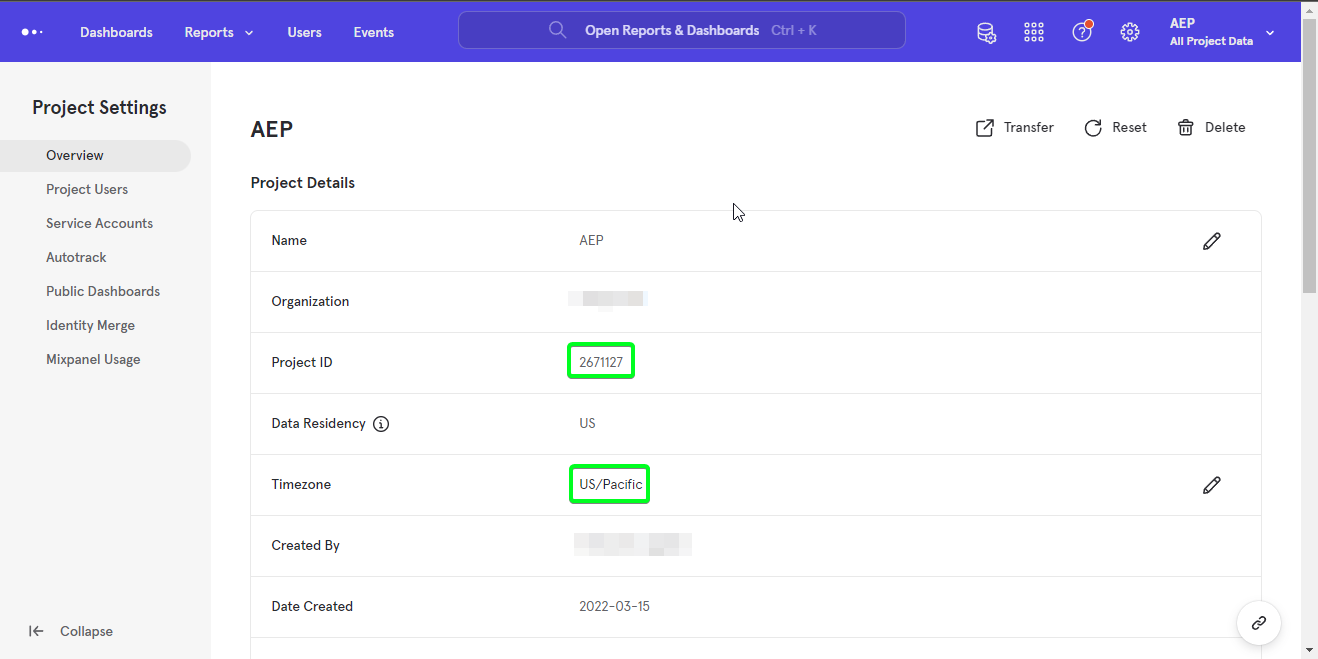 Dashboards Reports Users Events Open Reports & Dashboards Ctrl + K AEP
All Project Data
Project Settings
Overview
Project Users
Service Accounts
Autotrack
Public Dashboards
Identity Merge
Mixpanel Usage
Collapse
AEP Transfer Reset Delete
Project Details
Name AEP
Organization
Project ID 2671127
Data Residency US
Timezone US/Pacific
Created By
Date Created 2022-03-15